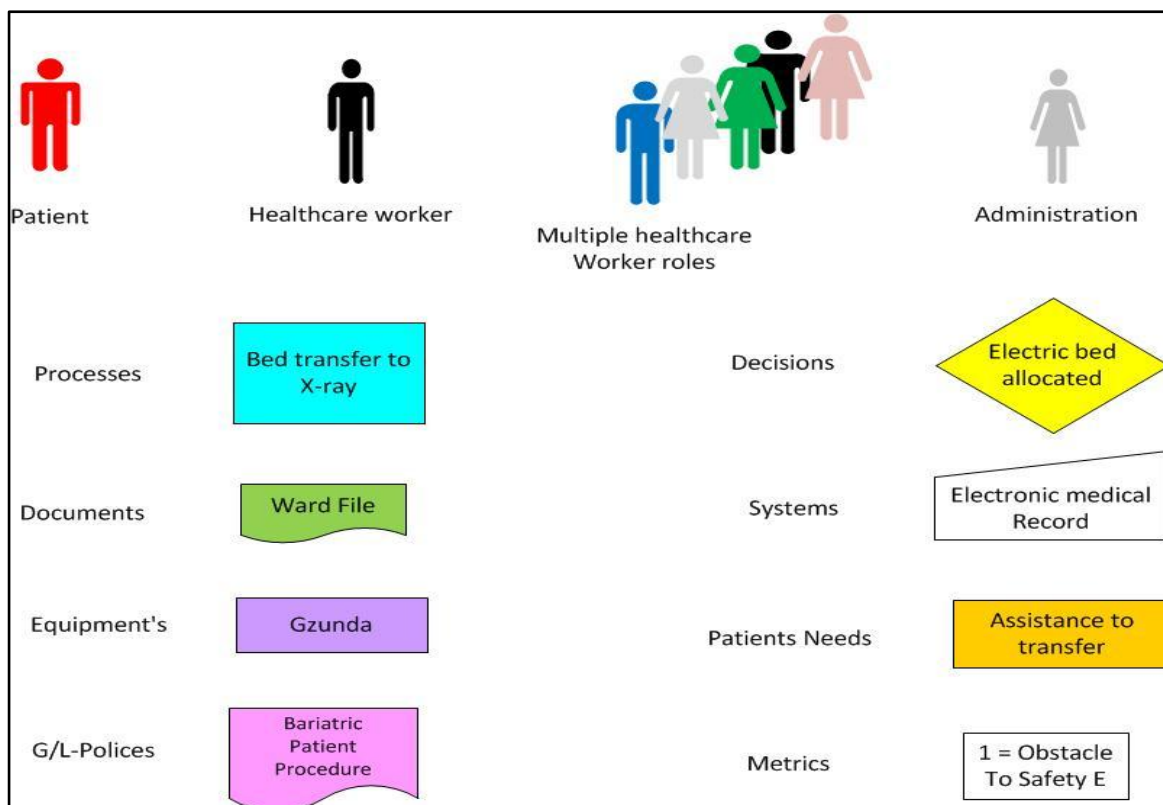 Patient
Healthcare worker
Multiple healthcare
Worker roles
Administration
Processes
Bed transfer to
X-ray
Decisions
Electric bed
allocated
Documents
Ward File
Systems
Electronic medical
Record
Equipment's
Gzunda
Patients Needs
Assistance to
transfer
G/L-Polices
Bariatric
Patient
Procedure
Metrics
1 = Obstacle
To Safety E